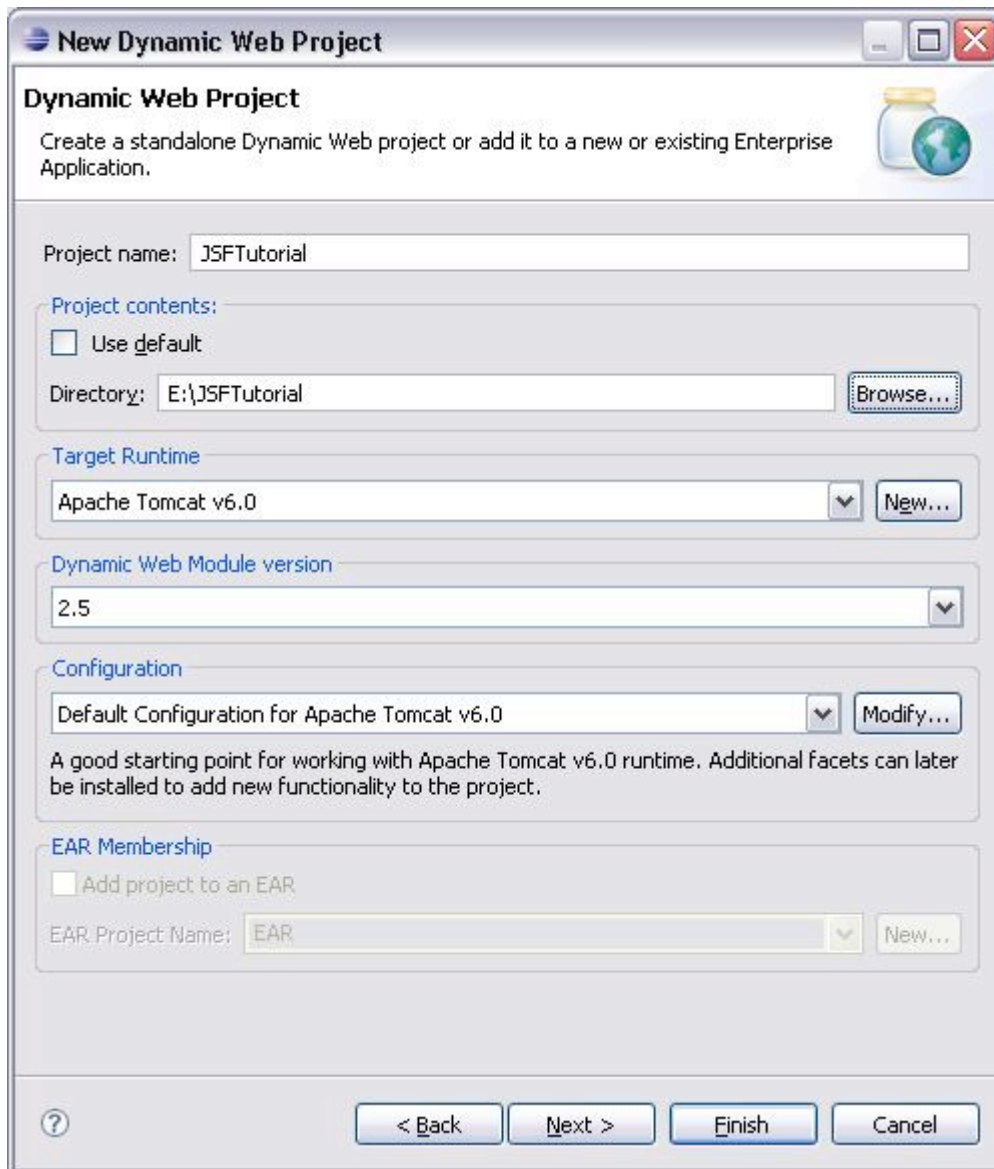 New Dynamic Web Project
Dynamic Web Project
Create a standalone Dynamic Web project or add it to a new or existing Enterprise
Application.
Project name: JSFTutorial
Project contents:
Use default
Directory: E:\JSFTutorial Browse...
Target Runtime
Apache Tomcat v6.0 New...
Dynamic Web Module version
2.5
Configuration
Default Configuration for Apache Tomcat v6.0 Modify...
A good starting point for working with Apache Tomcat v6.0 runtime. Additional facets can later
be installed to add new functionality to the project.
EAR Membership
Add project to an EAR
EAR Project Name: EAR New...
? < Back Next > Finish Cancel